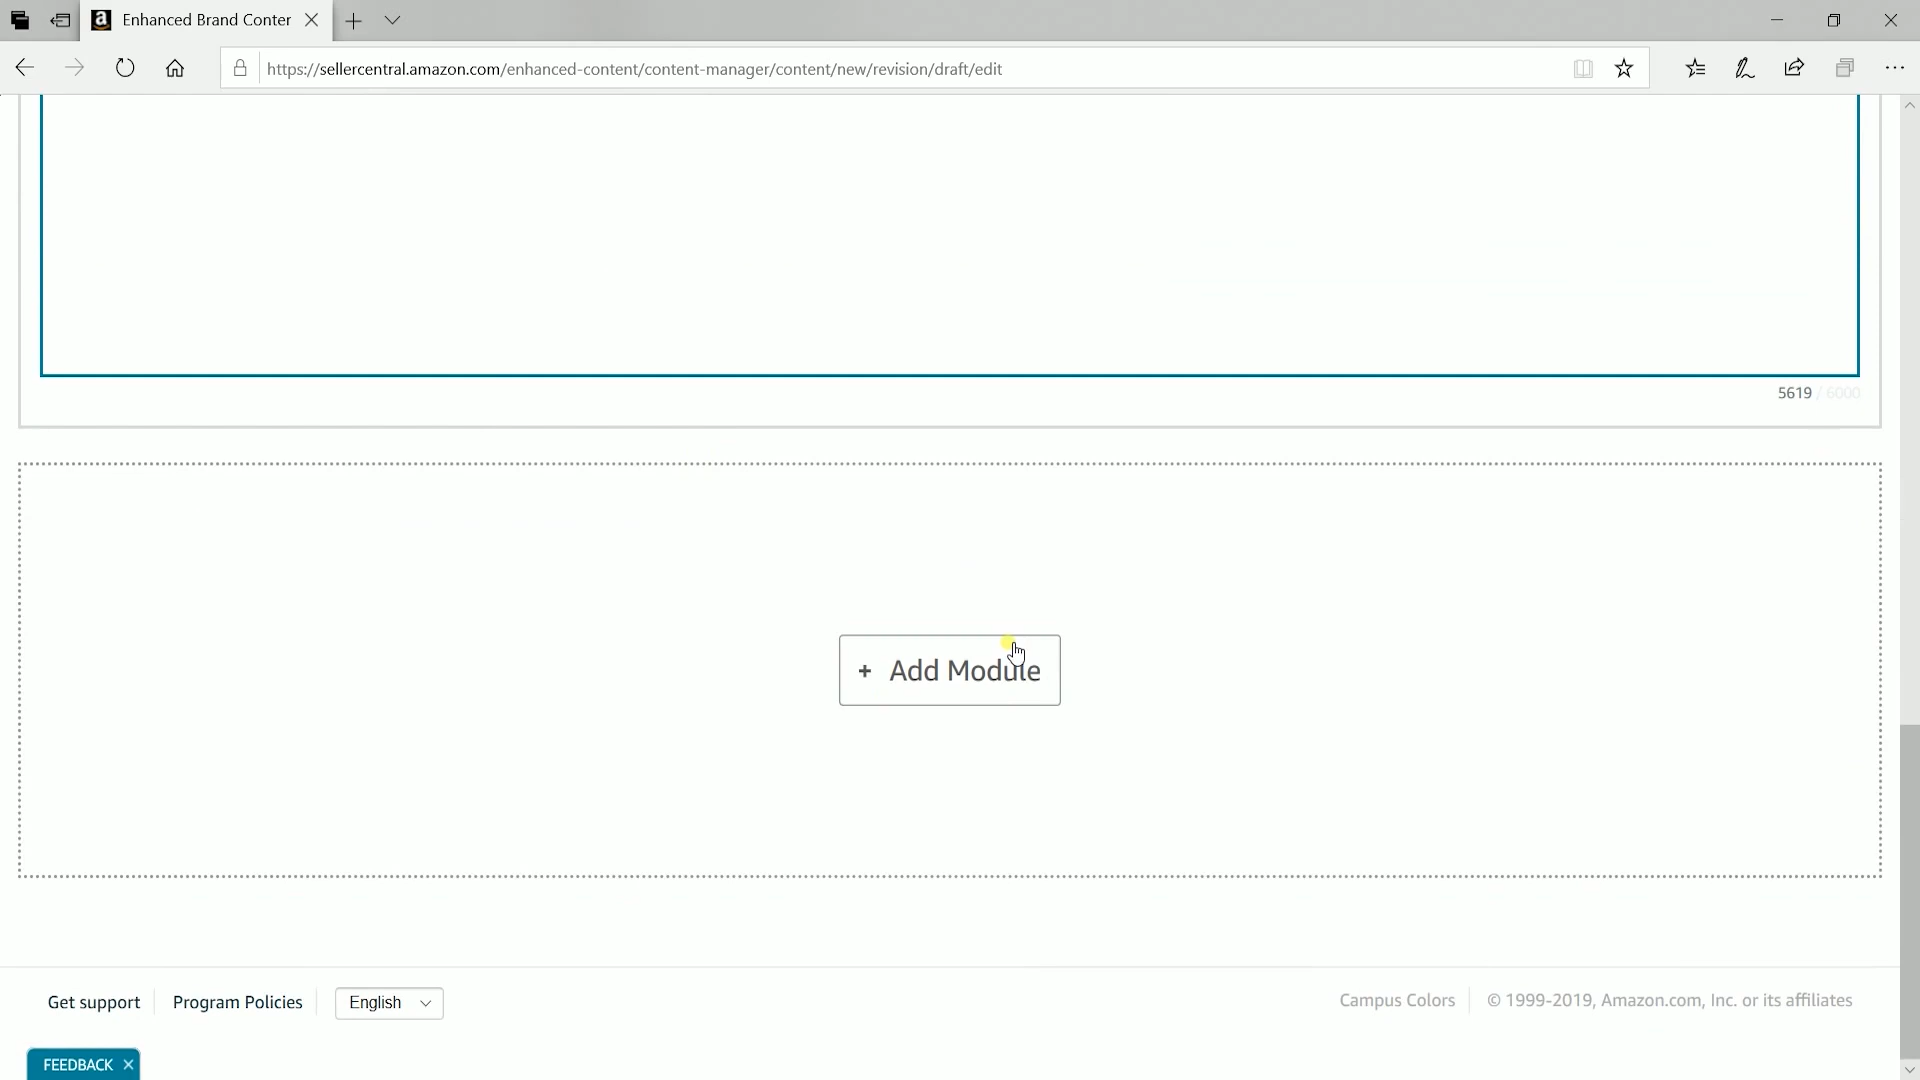 Enhanced Brand Conter
https://sellercentral.amazon.com/enhanced-content/content-manager/content/new/revision/draft/edit
5619 / 6000
+ Add Module
Get support
Program Policies
English
Campus Colors
© 1999-2019, Amazon.com, Inc. or its affiliates
FEEDBACK ×